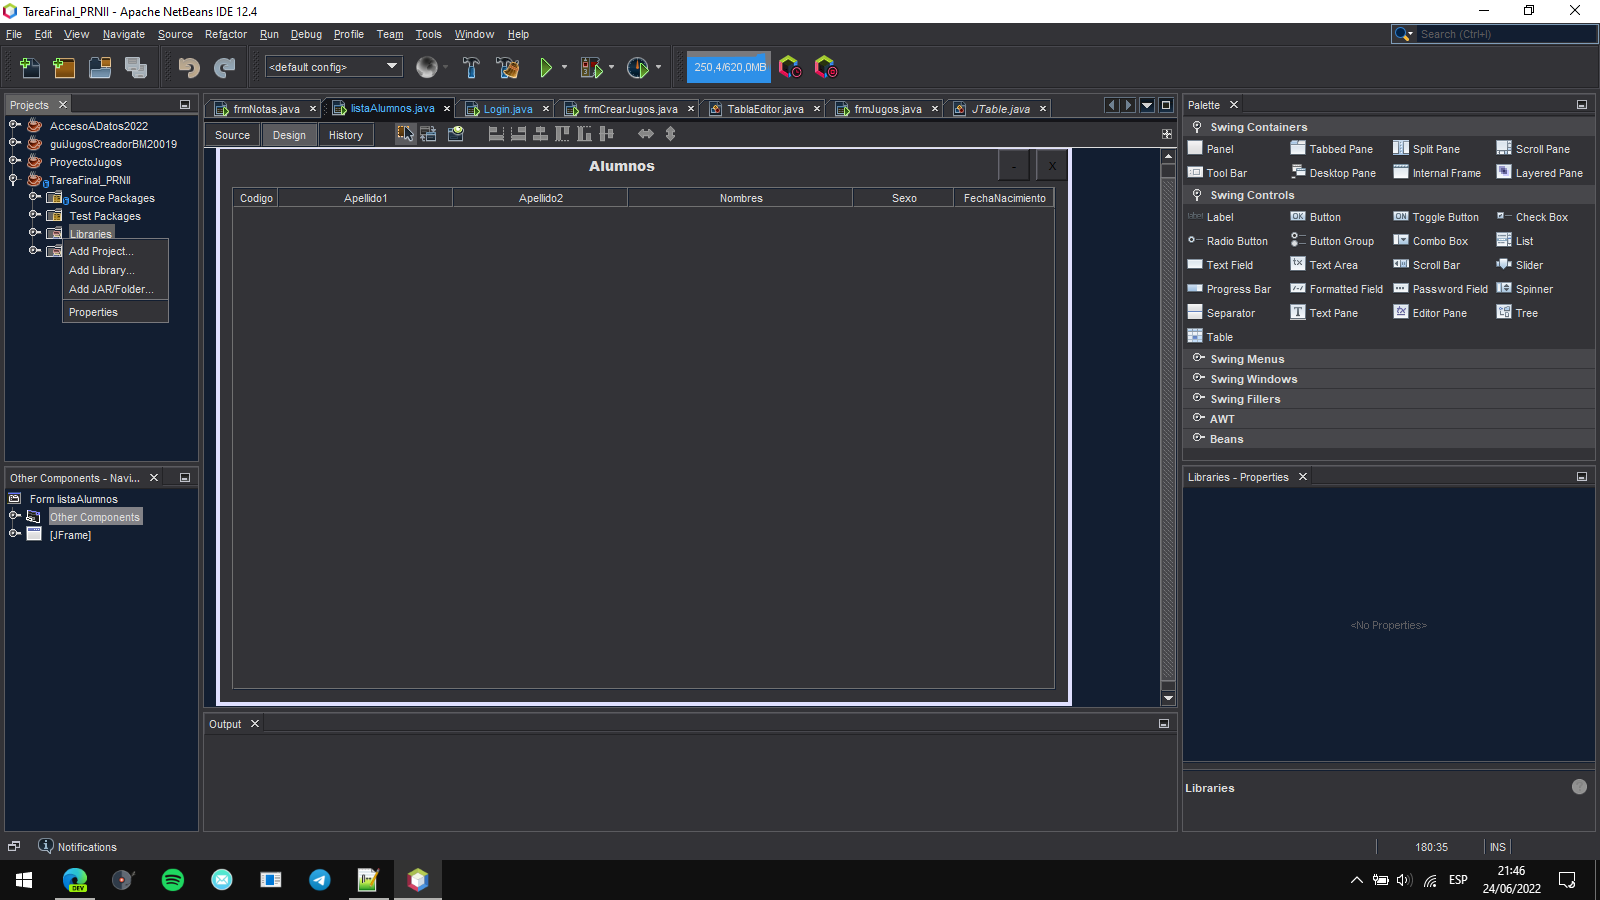 TareaFinal_PRNII - Apache NetBeans IDE 12.4
File Edit View Navigate Source Refactor Run Debug Profile Team Tools Window Help
Search (Ctrl+I)
<default config>
250,4/620,0MB
Projects
AccesoADatos2022
guiJugosCreadorBM20019
ProyectoJugos
TareaFinal_PRNII
Source Packages
Test Packages
Libraries
Add Project...
Add Library...
Add JAR/Folder...
Properties
Other Components - Navi...
Form listaAlumnos
Other Components
[JFrame]
frmNotas.java listaAlumnos.java Login.java frmCrearJugos.java TablaEditor.java frmJugos.java JTable.java
Source Design History
Alumnos - X
Codigo Apellido1 Apellido2 Nombres Sexo FechaNacimiento
Output
Palette
Swing Containers
Panel Tabbed Pane Split Pane Scroll Pane
Tool Bar Desktop Pane Internal Frame Layered Pane
Swing Controls
label Label OK Button ON Toggle Button Check Box
Radio Button Button Group Combo Box List
Text Field Text Area Scroll Bar Slider
Progress Bar Formatted Field Password Field Spinner
Separator Text Pane Editor Pane Tree
Table
Swing Menus
Swing Windows
Swing Fillers
AWT
Beans
Libraries - Properties
<No Properties>
Libraries
?
Notifications
180:35 INS
DEV
ESP
21:46
24/06/2022